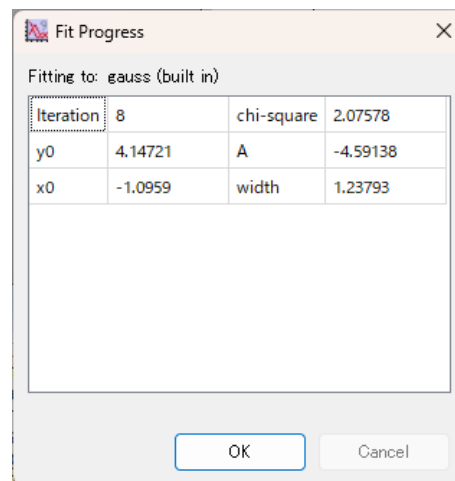 Fit Progress
Fitting to: gauss (built in)
Iteration 8 chi-square 2.07578
y0 4.14721 A -4.59138
x0 -1.0959 width 1.23793
OK Cancel